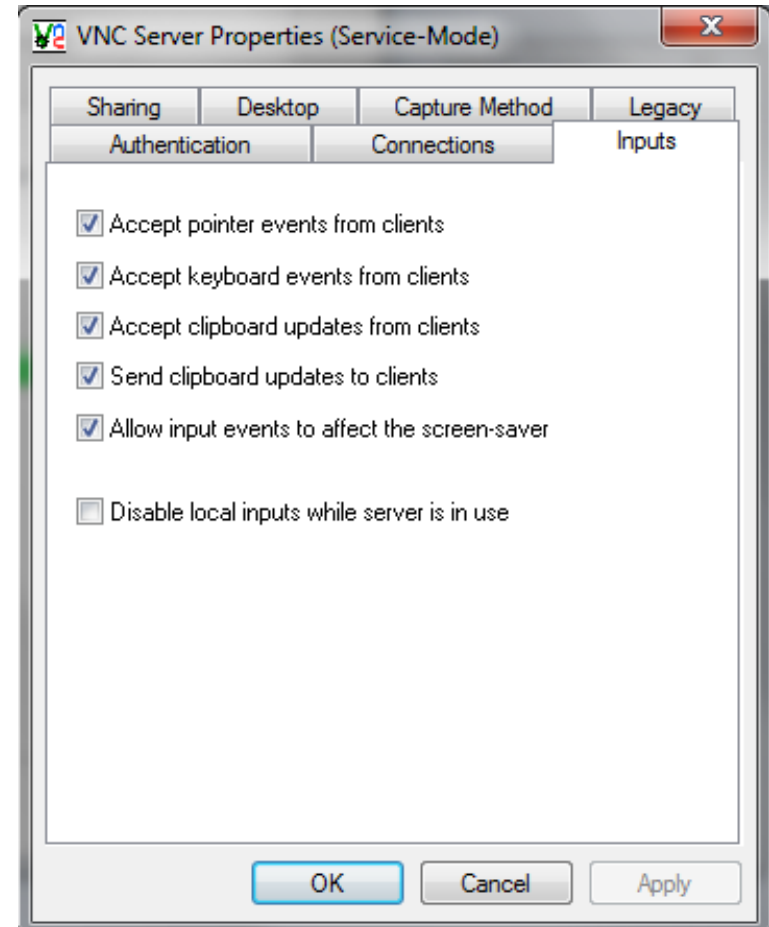 VNC Server Properties (Service-Mode)
Sharing Desktop Capture Method Legacy
Authentication Connections Inputs
Accept pointer events from clients
Accept keyboard events from clients
Accept clipboard updates from clients
Send clipboard updates to clients
Allow input events to affect the screen-saver
Disable local inputs while server is in use
OK Cancel Apply